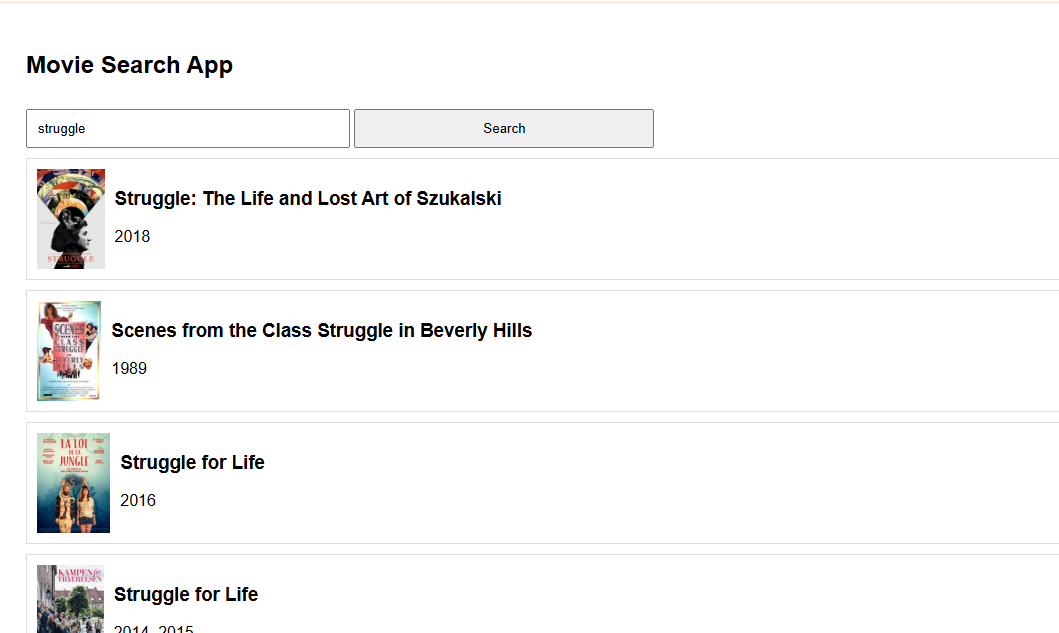 Movie Search App
struggle
Search
STRUGGLE
Struggle: The Life and Lost Art of Szukalski
2018
SCENES
FROM THE
CLASS
STRUGGLE
IN
BEVERLY
HILLS
Scenes from the Class Struggle in Beverly Hills
1989
LA LOI
DE LA
JUNGLE
Struggle for Life
2016
KAMPEN for
TILVÆRELSEN
Struggle for Life
2014–2015